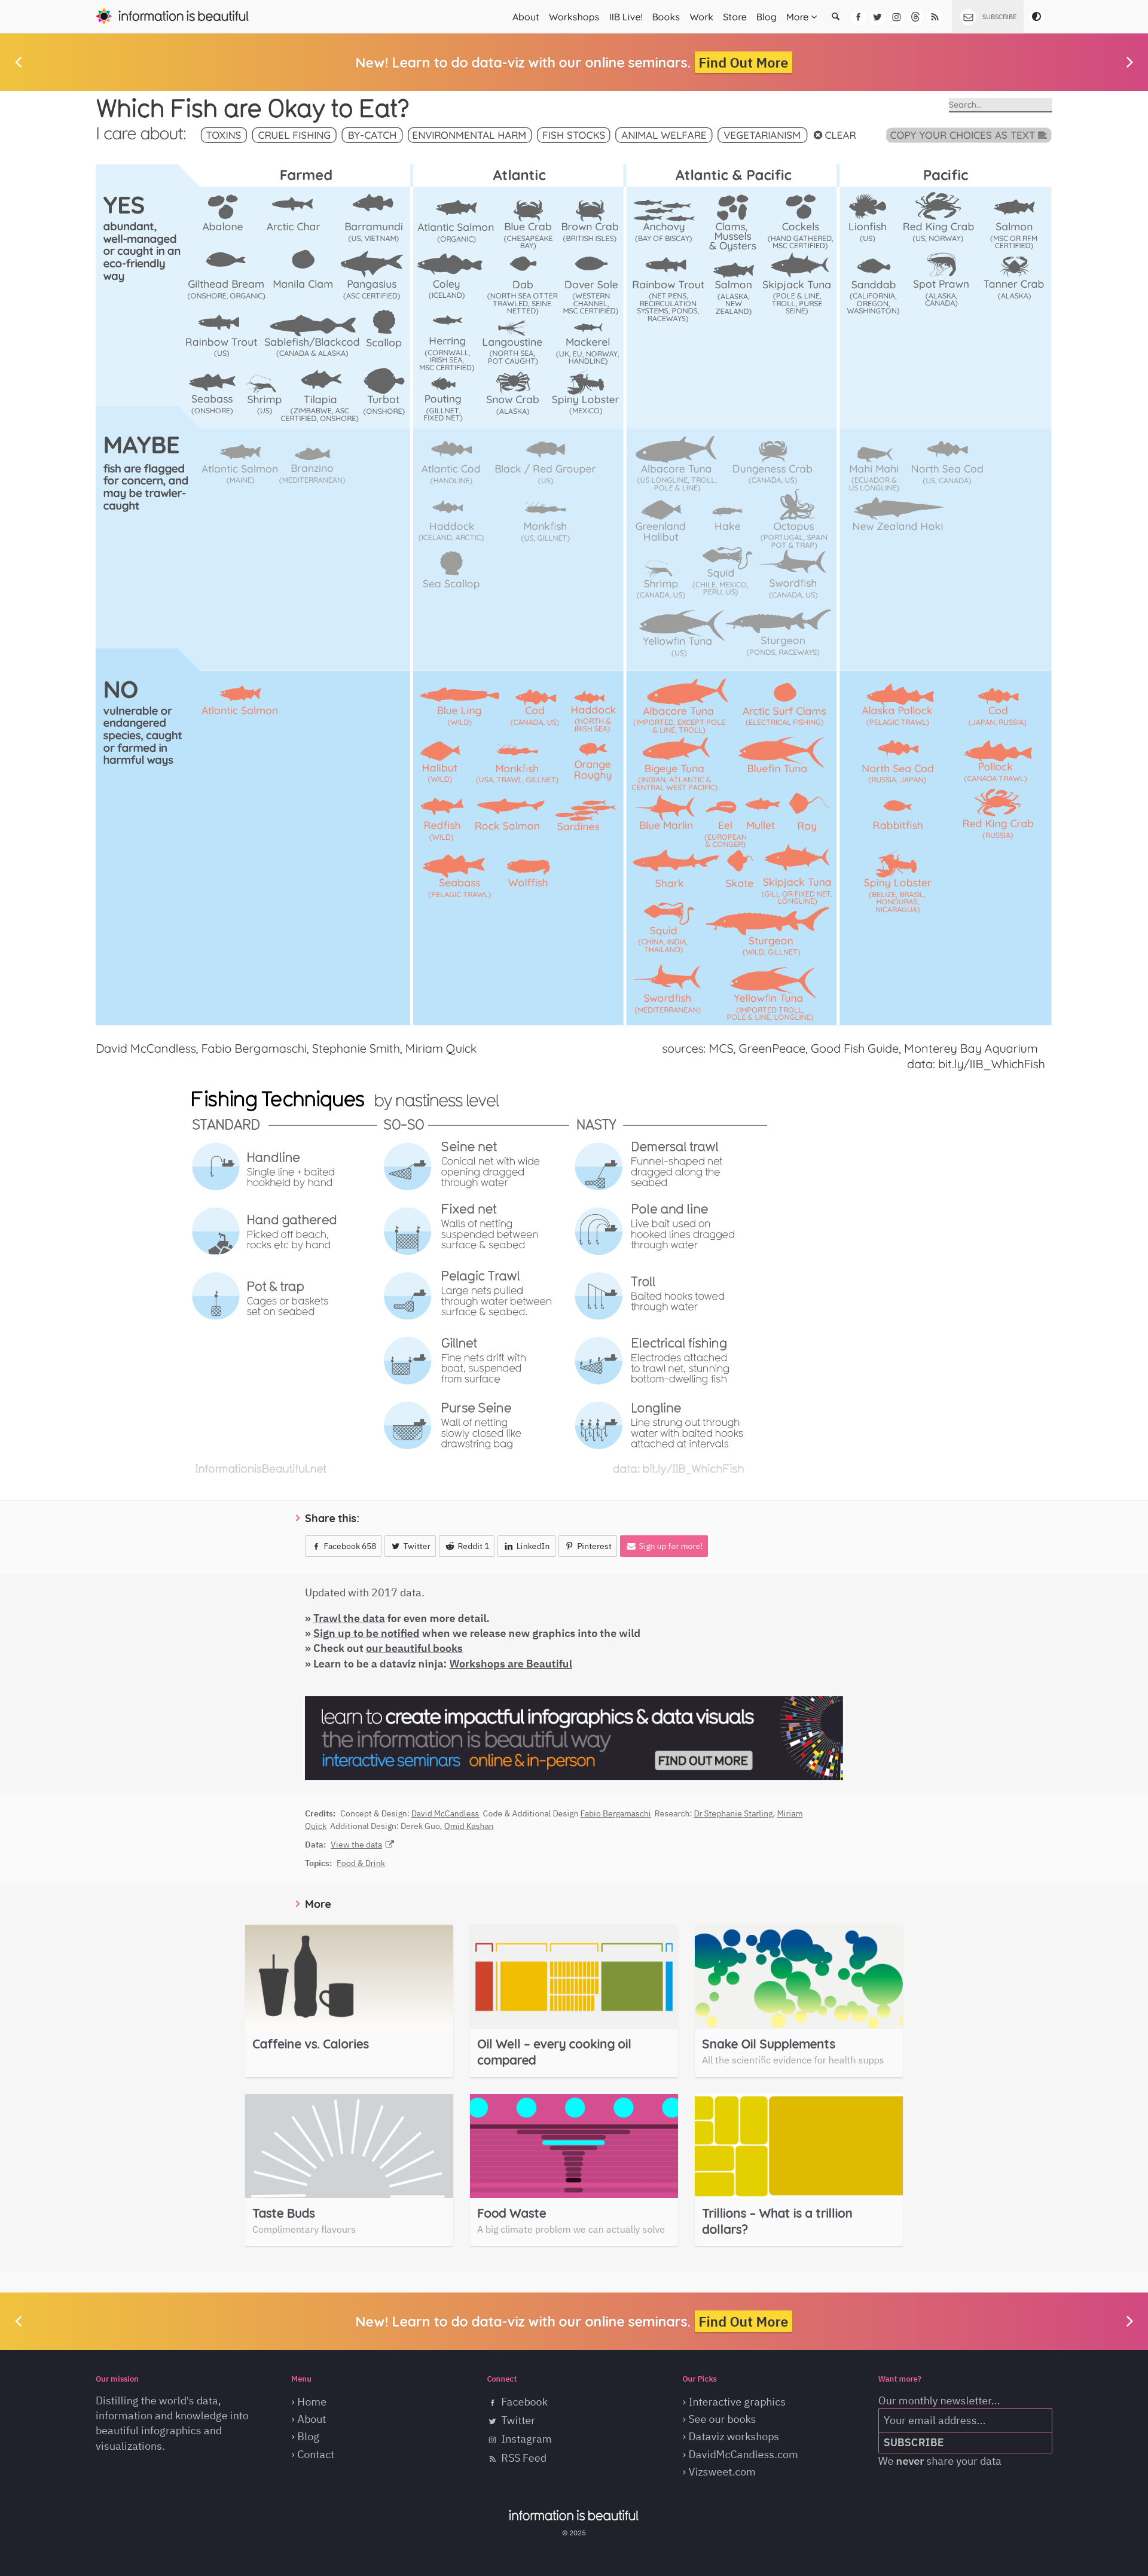 information is beautiful
About Workshops IIB Live! Books Work Store Blog More
SUBSCRIBE
New! Learn to do data-viz with our online seminars. Find Out More
Which Fish are Okay to Eat?
Search...
I care about: TOXINS CRUEL FISHING BY-CATCH ENVIRONMENTAL HARM FISH STOCKS ANIMAL WELFARE VEGETARIANISM CLEAR COPY YOUR CHOICES AS TEXT
Farmed Atlantic Atlantic & Pacific Pacific
YES
abundant,
well-managed
or caught in an
eco-friendly
way
Abalone
Arctic Char
Barramundi
(US, VIETNAM)
Gilthead Bream
(ONSHORE, ORGANIC)
Manila Clam
Pangasius
(ASC CERTIFIED)
Rainbow Trout
(US)
Sablefish/Blackcod
(CANADA & ALASKA)
Scallop
Seabass
(ONSHORE)
Shrimp
(US)
Tilapia
(ZIMBABWE, ASC
CERTIFIED, ONSHORE)
Turbot
(ONSHORE)
Atlantic Salmon
(ORGANIC)
Blue Crab
(CHESAPEAKE
BAY)
Brown Crab
(BRITISH ISLES)
Coley
(ICELAND)
Dab
(NORTH SEA OTTER
TRAWLED, SEINE
NETTED)
Dover Sole
(WESTERN
CHANNEL,
MSC CERTIFIED)
Herring
(CORNWALL,
IRISH SEA,
MSC CERTIFIED)
Langoustine
(NORTH SEA,
POT CAUGHT)
Mackerel
(UK, EU, NORWAY,
HANDLINE)
Pouting
(GILLNET,
FIXED NET)
Snow Crab
(ALASKA)
Spiny Lobster
(MEXICO)
Anchovy
(BAY OF BISCAY)
Clams,
Mussels
& Oysters
Cockels
(HAND GATHERED,
MSC CERTIFIED)
Rainbow Trout
(NET PENS,
RECIRCULATION
SYSTEMS, PONDS,
RACEWAYS)
Salmon
(ALASKA,
NEW
ZEALAND)
Skipjack Tuna
(POLE & LINE,
TROLL, PURSE
SEINE)
Lionfish
(US)
Red King Crab
(US, NORWAY)
Salmon
(MSC OR RFM
CERTIFIED)
Sanddab
(CALIFORNIA,
OREGON,
WASHINGTON)
Spot Prawn
(ALASKA,
CANADA)
Tanner Crab
(ALASKA)
MAYBE
fish are flagged
for concern, and
may be trawler-
caught
Atlantic Salmon
(MAINE)
Branzino
(MEDITERRANEAN)
Atlantic Cod
(HANDLINE)
Black / Red Grouper
(US)
Haddock
(ICELAND, ARCTIC)
Monkfish
(US, GILLNET)
Sea Scallop
Albacore Tuna
(US LONGLINE, TROLL,
POLE & LINE)
Dungeness Crab
(CANADA, US)
Greenland
Halibut
Hake
Octopus
(PORTUGAL, SPAIN
POT & TRAP)
Shrimp
(CANADA, US)
Squid
(CHILE, MEXICO,
PERU, US)
Swordfish
(CANADA, US)
Yellowfin Tuna
(US)
Sturgeon
(PONDS, RACEWAYS)
Mahi Mahi
(ECUADOR &
US LONGLINE)
North Sea Cod
(US, CANADA)
New Zealand Hoki
NO
vulnerable or
endangered
species, caught
or farmed in
harmful ways
Atlantic Salmon
Blue Ling
(WILD)
Cod
(CANADA, US)
Haddock
(NORTH &
IRISH SEA)
Halibut
(WILD)
Monkfish
(USA, TRAWL, GILLNET)
Orange
Roughy
Redfish
(WILD)
Rock Salmon
Sardines
Seabass
(PELAGIC TRAWL)
Wolffish
Albacore Tuna
(IMPORTED, EXCEPT POLE
& LINE, TROLL)
Arctic Surf Clams
(ELECTRICAL FISHING)
Bigeye Tuna
(INDIAN, ATLANTIC &
CENTRAL WEST PACIFIC)
Bluefin Tuna
Blue Marlin
Eel
(EUROPEAN
& CONGER)
Mullet
Ray
Shark
Skate
Skipjack Tuna
(GILL OR FIXED NET,
LONGLINE)
Squid
(CHINA, INDIA,
THAILAND)
Sturgeon
(WILD, GILLNET)
Swordfish
(MEDITERRANEAN)
Yellowfin Tuna
(IMPORTED TROLL,
POLE & LINE, LONGLINE)
Alaska Pollock
(PELAGIC TRAWL)
Cod
(JAPAN, RUSSIA)
North Sea Cod
(RUSSIA, JAPAN)
Pollock
(CANADA TRAWL)
Rabbitfish
Red King Crab
(RUSSIA)
Spiny Lobster
(BELIZE, BRASIL,
HONDURAS,
NICARAGUA)
David McCandless, Fabio Bergamaschi, Stephanie Smith, Miriam Quick
sources: MCS, GreenPeace, Good Fish Guide, Monterey Bay Aquarium
data: bit.ly/IIB_WhichFish
Fishing Techniques by nastiness level
STANDARD
Handline
Single line + baited
hookheld by hand
Hand gathered
Picked off beach,
rocks etc by hand
Pot & trap
Cages or baskets
set on seabed
SO-SO
Seine net
Conical net with wide
opening dragged
through water
Fixed net
Walls of netting
suspended between
surface & seabed
Pelagic Trawl
Large nets pulled
through water between
surface & seabed.
Gillnet
Fine nets drift with
boat, suspended
from surface
Purse Seine
Wall of netting
slowly closed like
drawstring bag
NASTY
Demersal trawl
Funnel-shaped net
dragged along the
seabed
Pole and line
Live bait used on
hooked lines dragged
through water
Troll
Baited hooks towed
through water
Electrical fishing
Electrodes attached
to trawl net, stunning
bottom-dwelling fish
Longline
Line strung out through
water with baited hooks
attached at intervals
InformationisBeautiful.net
data: bit.ly/IIB_WhichFish
Share this:
Facebook 658 Twitter Reddit 1 LinkedIn Pinterest Sign up for more!
Updated with 2017 data.
» Trawl the data for even more detail.
» Sign up to be notified when we release new graphics into the wild
» Check out our beautiful books
» Learn to be a dataviz ninja: Workshops are Beautiful
learn to create impactful infographics & data visuals
the information is beautiful way
interactive seminars online & in-person
FIND OUT MORE
Credits: Concept & Design: David McCandless Code & Additional Design Fabio Bergamaschi Research: Dr Stephanie Starling, Miriam
Quick Additional Design: Derek Guo, Omid Kashan
Data: View the data
Topics: Food & Drink
More
Caffeine vs. Calories
Oil Well – every cooking oil
compared
Snake Oil Supplements
All the scientific evidence for health supps
Taste Buds
Complimentary flavours
Food Waste
A big climate problem we can actually solve
Trillions – What is a trillion
dollars?
New! Learn to do data-viz with our online seminars. Find Out More
Our mission
Distilling the world's data,
information and knowledge into
beautiful infographics and
visualizations.
Menu
› Home
› About
› Blog
› Contact
Connect
Facebook
Twitter
Instagram
RSS Feed
Our Picks
› Interactive graphics
› See our books
› Dataviz workshops
› DavidMcCandless.com
› Vizsweet.com
Want more?
Our monthly newsletter...
Your email address...
SUBSCRIBE
We never share your data
information is beautiful
© 2025